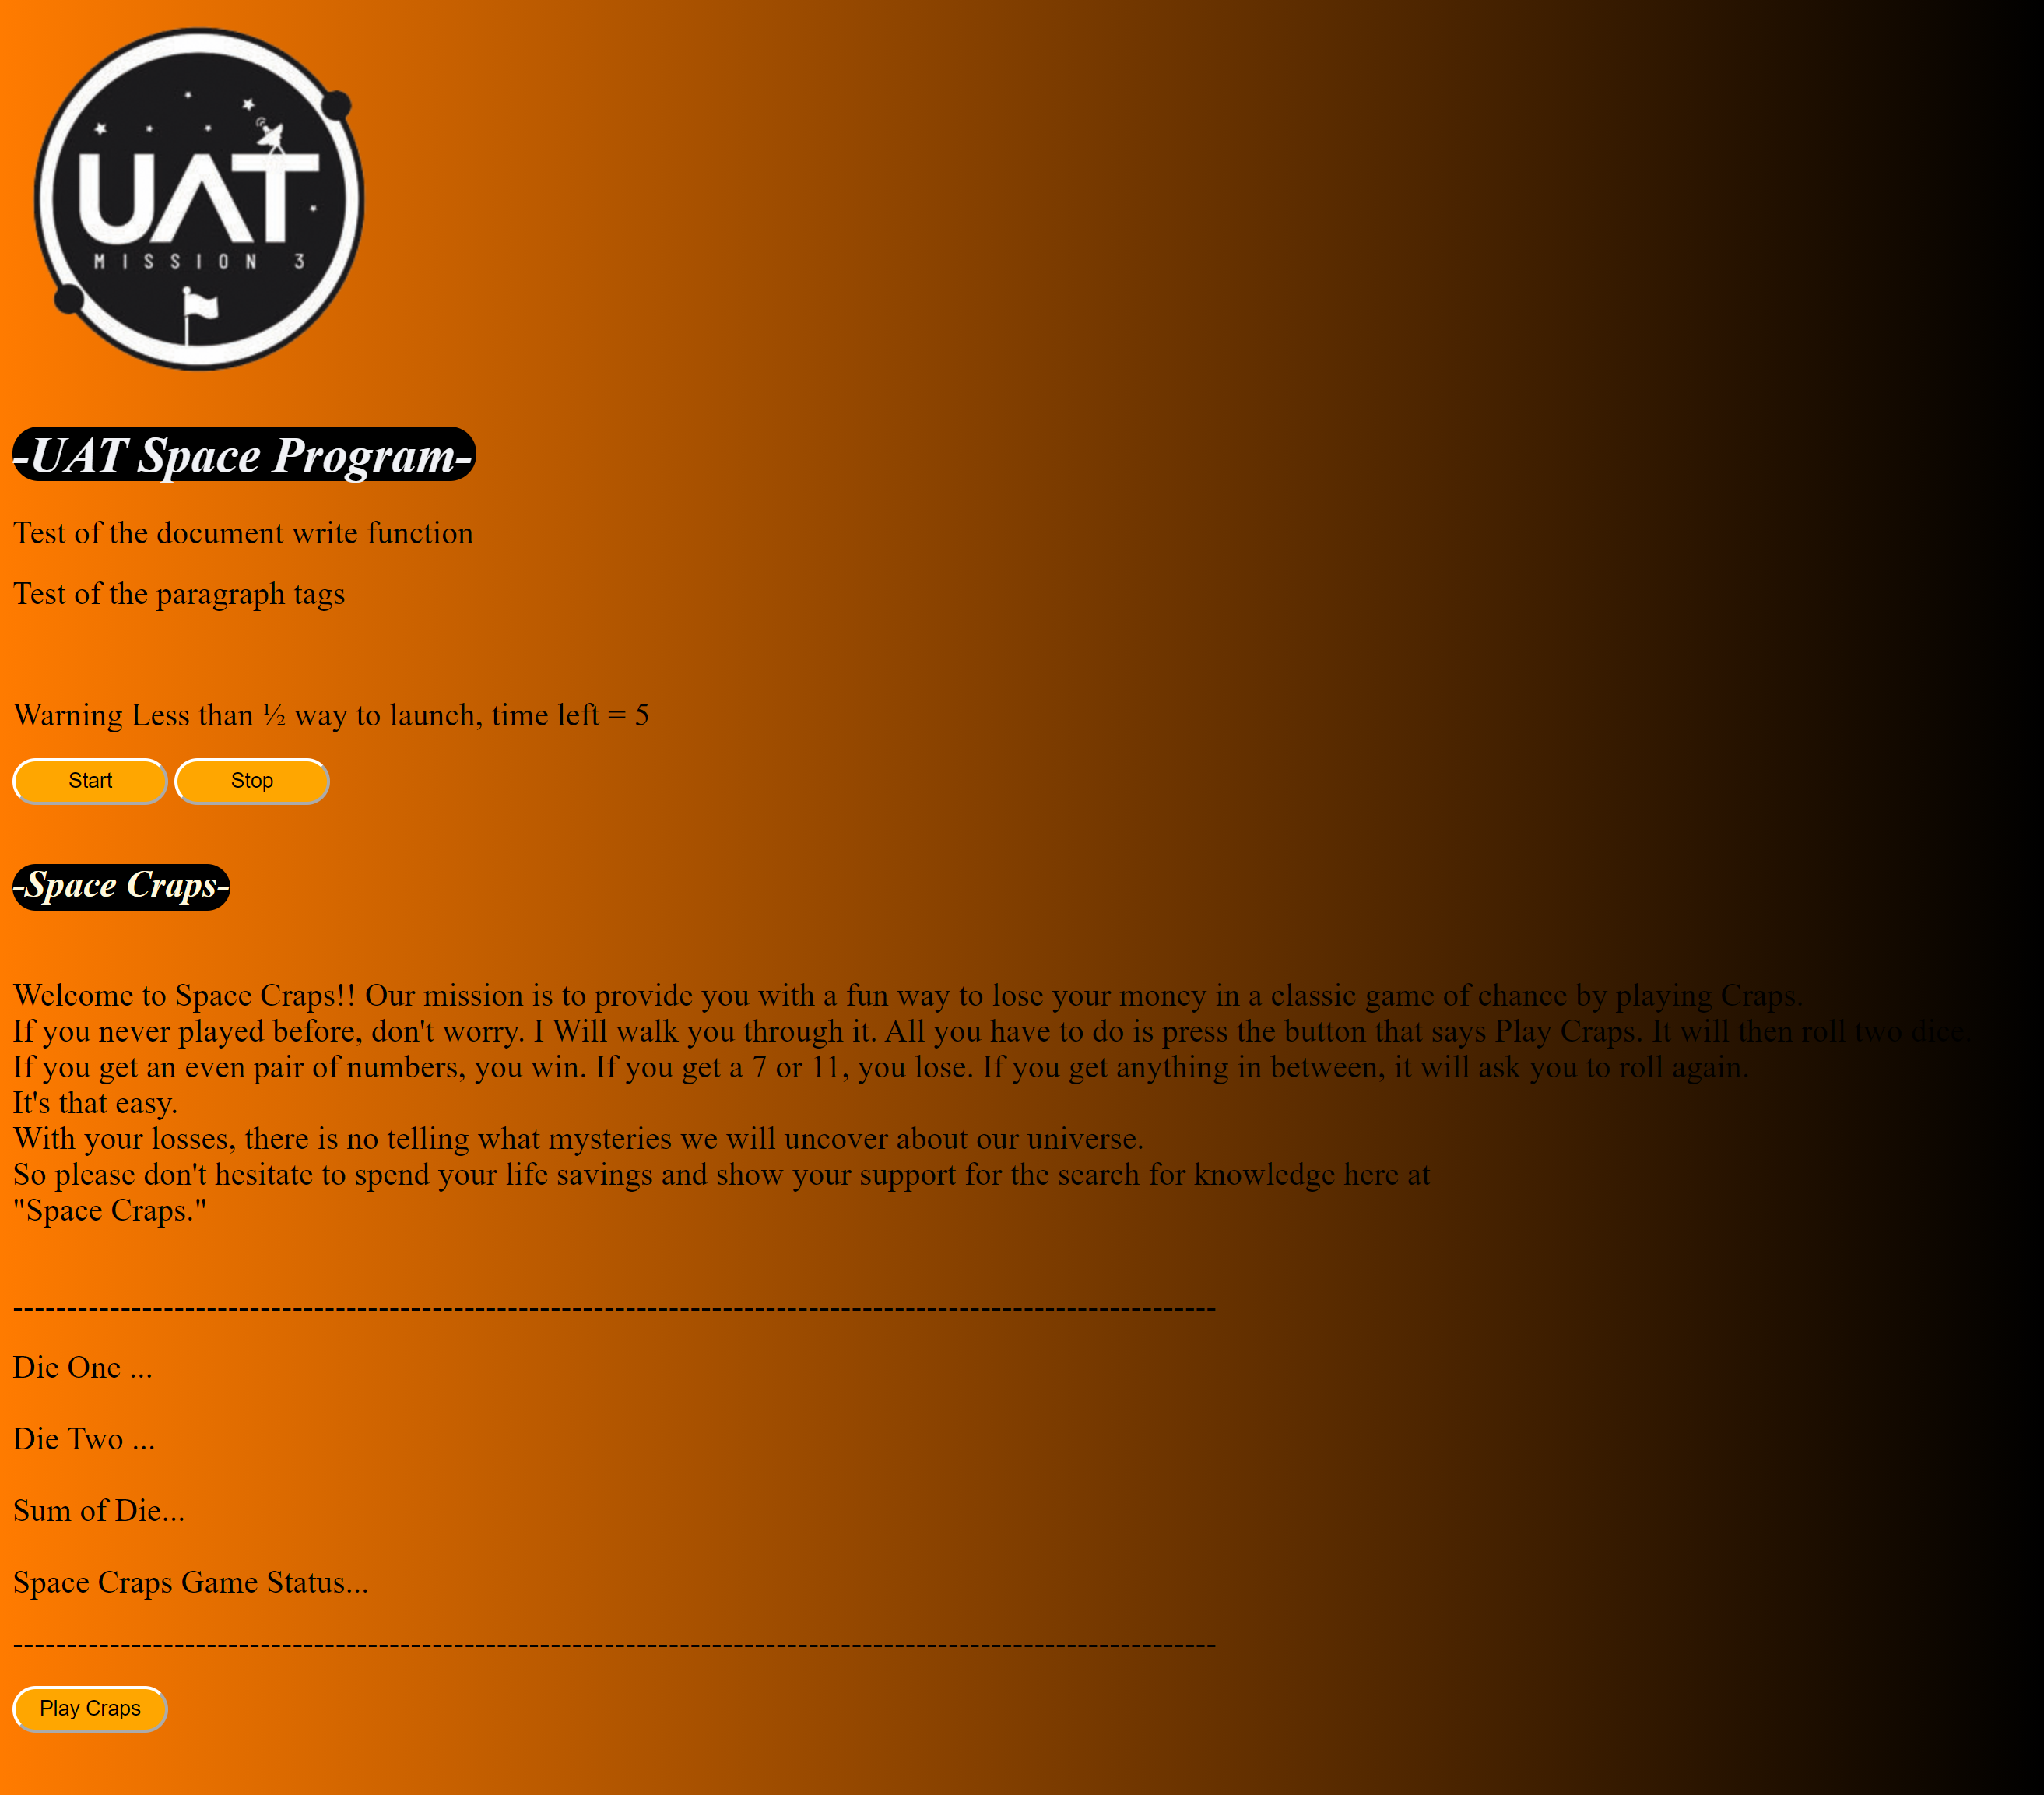 UAT
MISSION 3
-UAT Space Program-
Test of the document write function
Test of the paragraph tags
Warning Less than ½ way to launch, time left = 5
Start Stop
-Space Craps-
Welcome to Space Craps!! Our mission is to provide you with a fun way to lose your money in a classic game of chance by playing Craps.
If you never played before, don't worry. I Will walk you through it. All you have to do is press the button that says Play Craps. It will then roll two dice.
If you get an even pair of numbers, you win. If you get a 7 or 11, you lose. If you get anything in between, it will ask you to roll again.
It's that easy.
With your losses, there is no telling what mysteries we will uncover about our universe.
So please don't hesitate to spend your life savings and show your support for the search for knowledge here at
"Space Craps."
----------------------------------------------------------------------------------------------------------------
Die One ...
Die Two ...
Sum of Die...
Space Craps Game Status...
----------------------------------------------------------------------------------------------------------------
Play Craps